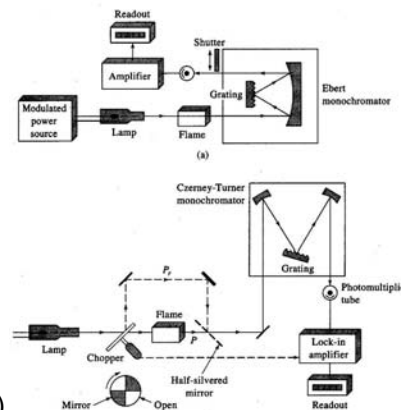 Readout
Shutter
Amplifier
Grating
Ebert
monochromator
Modulated
power
source
Lamp
Flame
(a)
Czerney-Turner
monochromator
Grating
Photomultiplic
tube
P_r
Flame
P
Lamp
Chopper
Lock-in
amplifier
Half-silvered
mirror
Mirror
Open
Readout
)